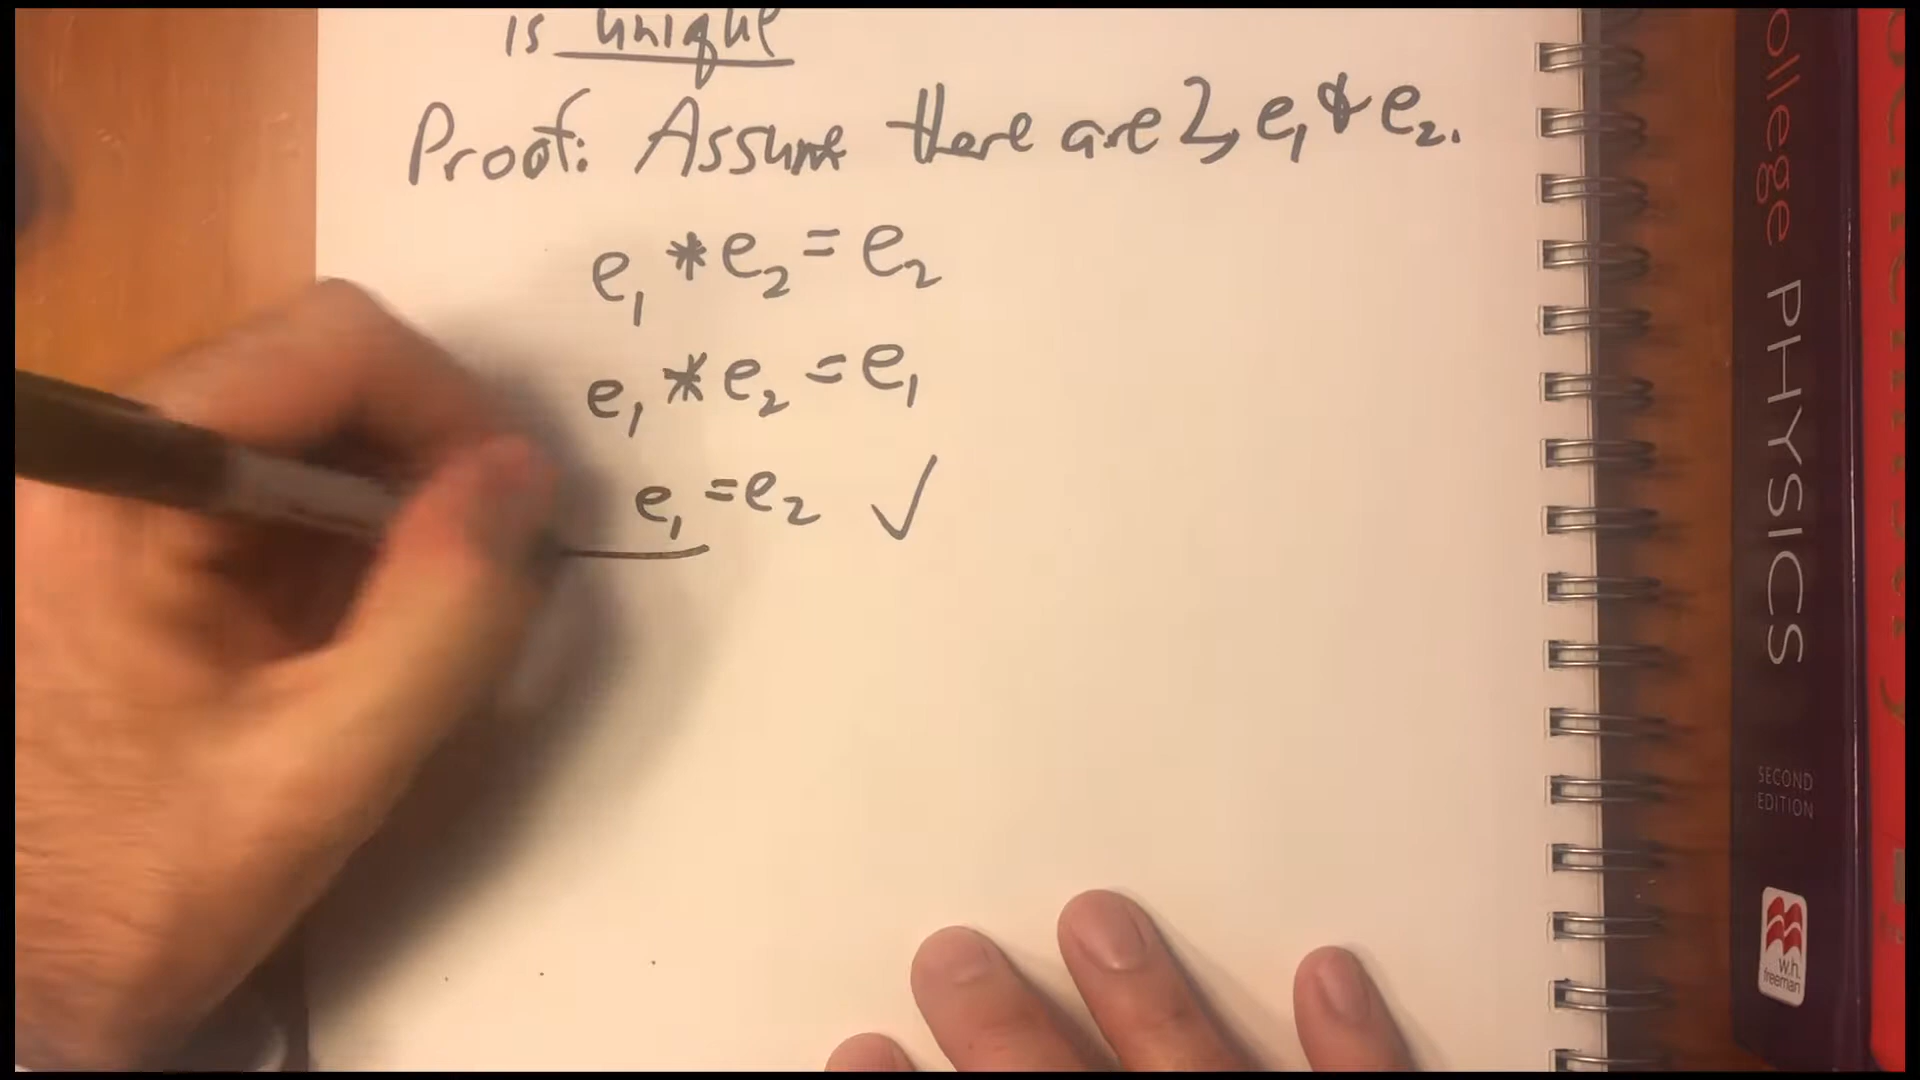 is unique
Proof: Assume there are 2, e₁ & e₂.
e₁ * e₂ = e₂
e₁ * e₂ = e₁
e₁ = e₂ ✓
ollege PHYSICS
SECOND
EDITION
w.h.
freeman